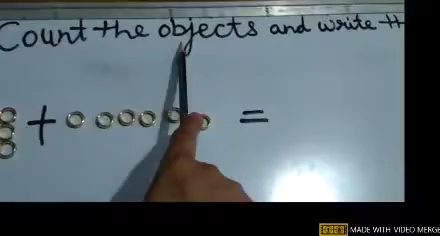 Count the objects and write th
+ =
MADE WITH VIDEO MERGE